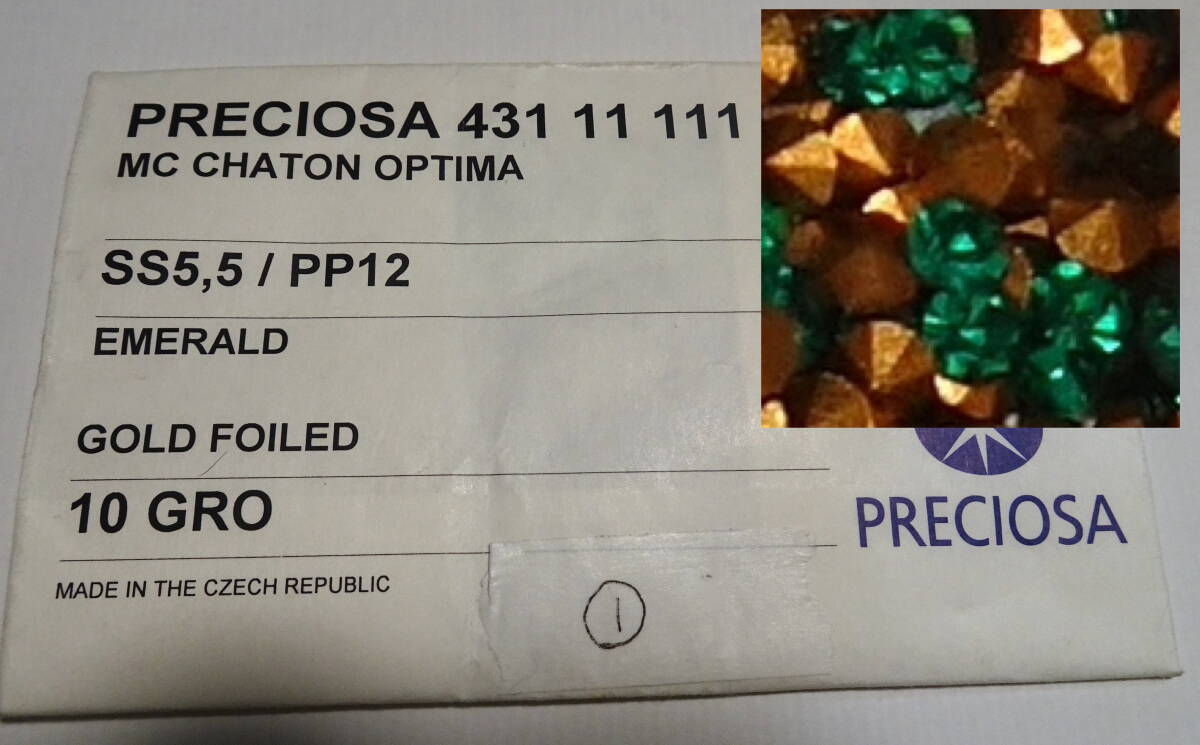 PRECIOSA 431 11 111
MC CHATON OPTIMA
SS5,5 / PP12
EMERALD
GOLD FOILED
10 GRO
PRECIOSA
MADE IN THE CZECH REPUBLIC
1